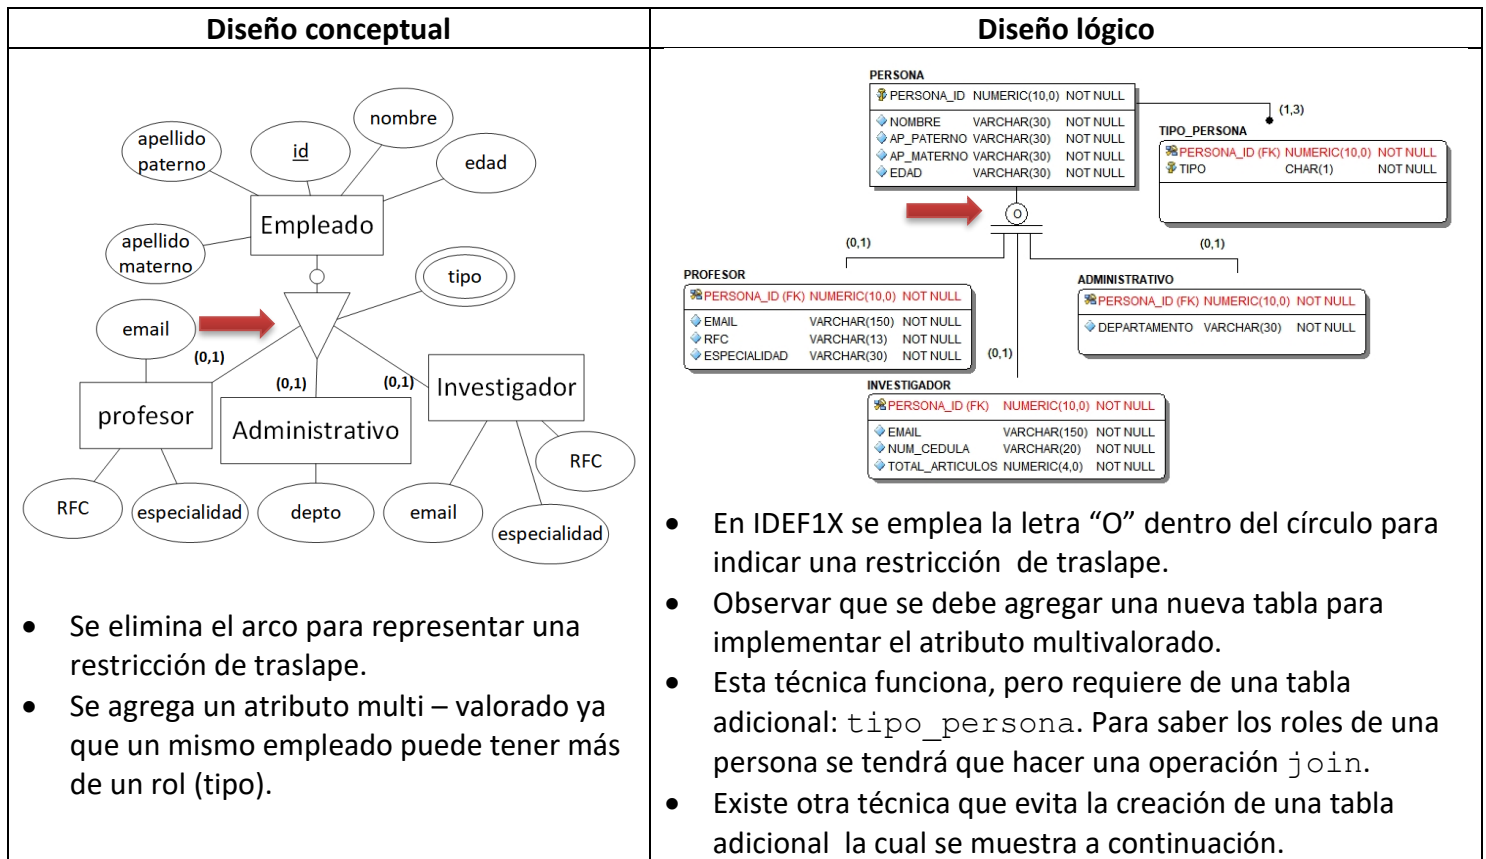 Diseño conceptual
Diseño lógico
nombre
apellido
paterno
id
edad
Empleado
apellido
materno
tipo
email
(0,1)
(0,1)
(0,1)
profesor
Administrativo
Investigador
RFC
RFC
especialidad
depto
email
especialidad
• Se elimina el arco para representar una
restricción de traslape.
• Se agrega un atributo multi – valorado ya
que un mismo empleado puede tener más
de un rol (tipo).
PERSONA
PERSONA_ID NUMERIC(10,0) NOT NULL
NOMBRE VARCHAR(30) NOT NULL
AP_PATERNO VARCHAR(30) NOT NULL
AP_MATERNO VARCHAR(30) NOT NULL
EDAD VARCHAR(30) NOT NULL
(1,3)
TIPO_PERSONA
PERSONA_ID (FK) NUMERIC(10,0) NOT NULL
TIPO CHAR(1) NOT NULL
O
(0,1)
(0,1)
PROFESOR
PERSONA_ID (FK) NUMERIC(10,0) NOT NULL
EMAIL VARCHAR(150) NOT NULL
RFC VARCHAR(13) NOT NULL
ESPECIALIDAD VARCHAR(30) NOT NULL
(0,1)
ADMINISTRATIVO
PERSONA_ID (FK) NUMERIC(10,0) NOT NULL
DEPARTAMENTO VARCHAR(30) NOT NULL
INVESTIGADOR
PERSONA_ID (FK) NUMERIC(10,0) NOT NULL
EMAIL VARCHAR(150) NOT NULL
NUM_CEDULA VARCHAR(20) NOT NULL
TOTAL_ARTICULOS NUMERIC(4,0) NOT NULL
• En IDEF1X se emplea la letra “O” dentro del círculo para
indicar una restricción de traslape.
• Observar que se debe agregar una nueva tabla para
implementar el atributo multivalorado.
• Esta técnica funciona, pero requiere de una tabla
adicional: tipo_persona. Para saber los roles de una
persona se tendrá que hacer una operación join.
• Existe otra técnica que evita la creación de una tabla
adicional la cual se muestra a continuación.